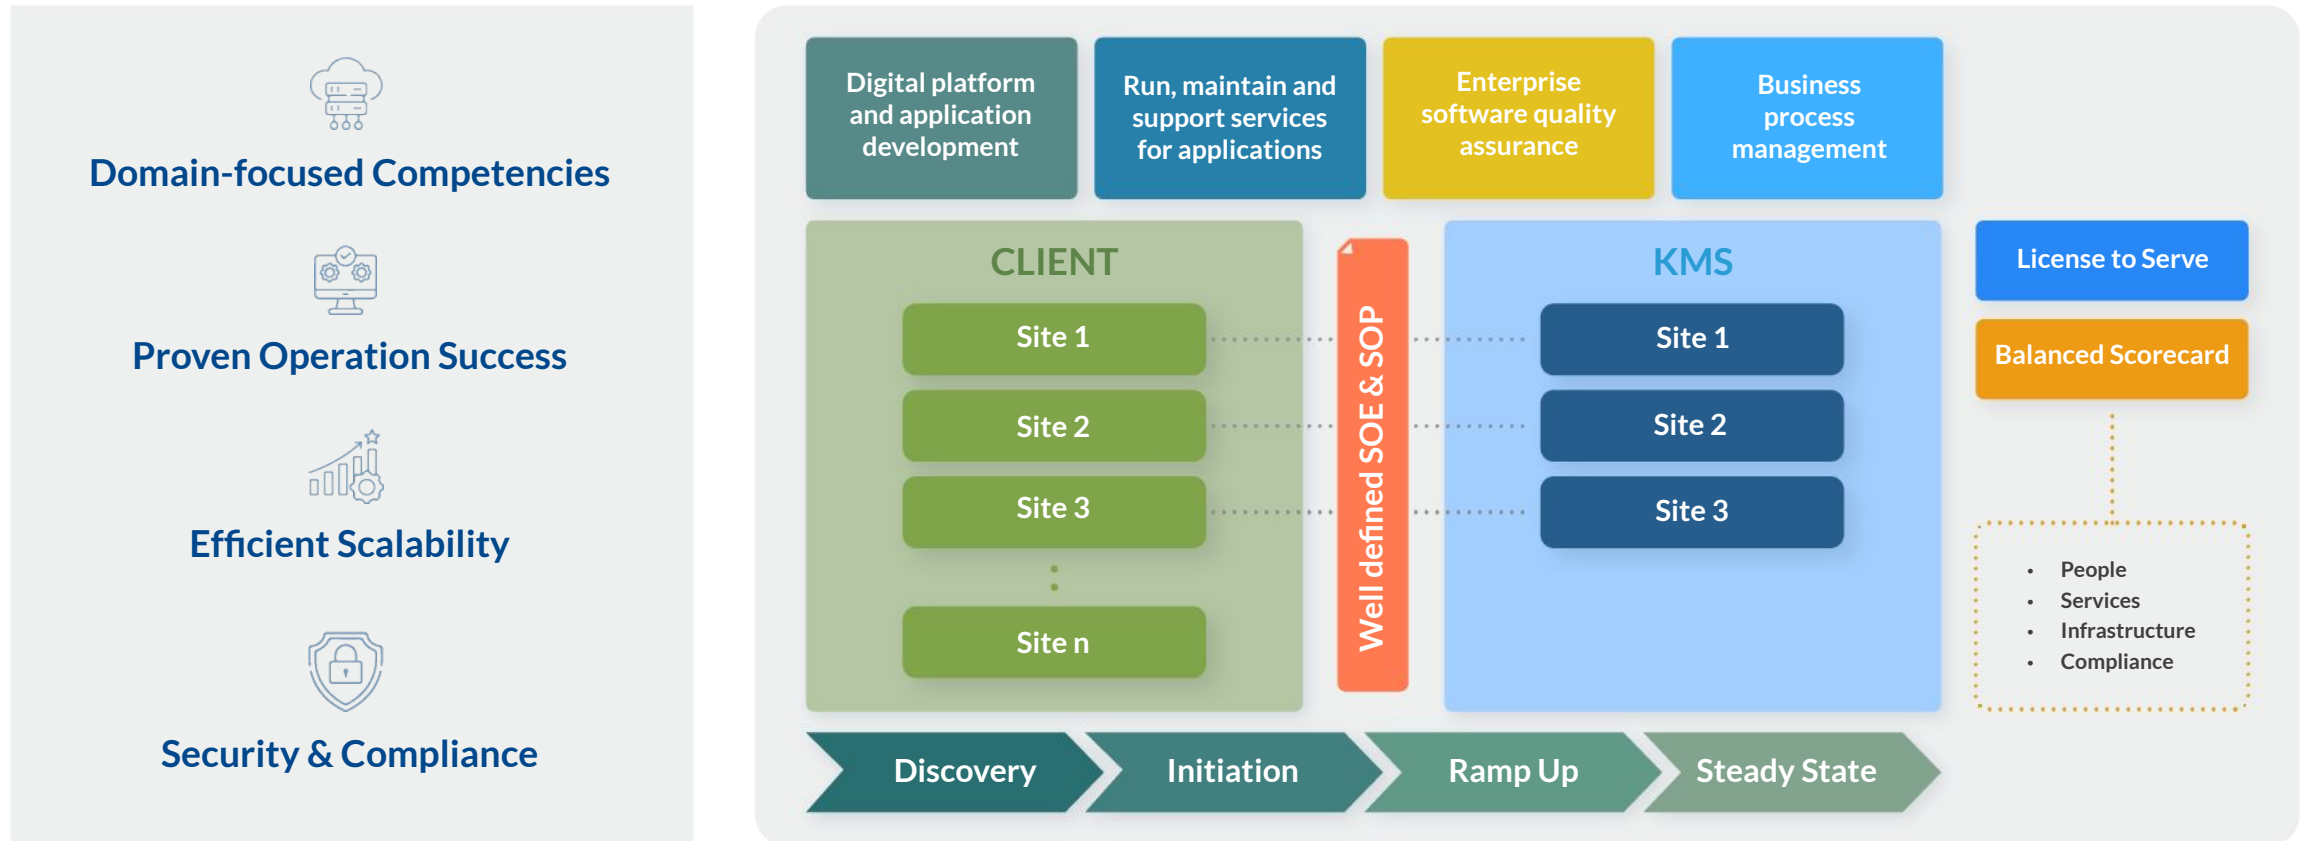 Domain-focused Competencies
Proven Operation Success
Efficient Scalability
Security & Compliance
Digital platform
and application
development
Run, maintain and
support services
for applications
Enterprise
software quality
assurance
Business
process
management
CLIENT
Site 1
Site 2
Site 3
Site n
Well defined SOE & SOP
KMS
Site 1
Site 2
Site 3
License to Serve
Balanced Scorecard
• People
• Services
• Infrastructure
• Compliance
Discovery
Initiation
Ramp Up
Steady State